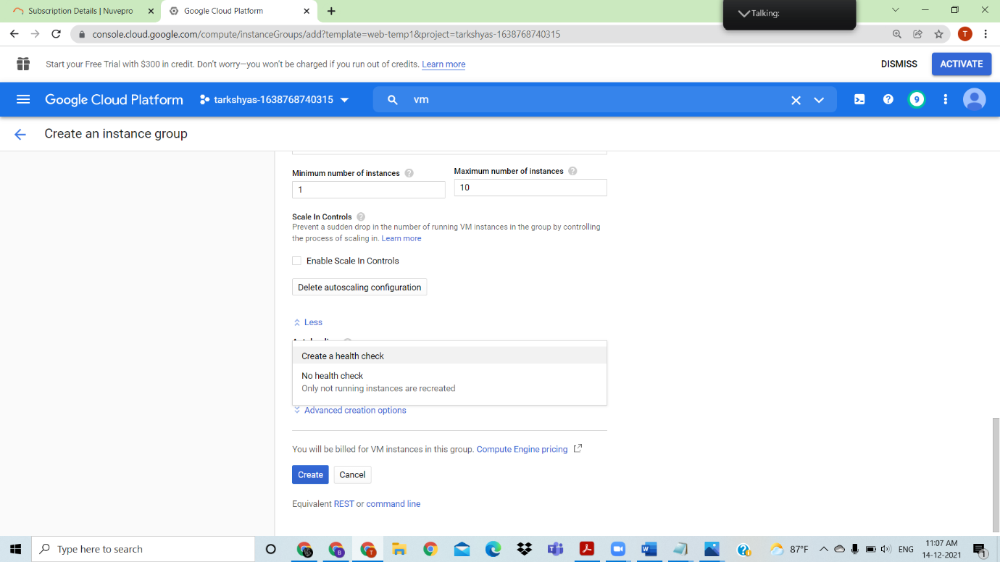 Subscription Details | Nuvepro
Google Cloud Platform
Talking:
console.cloud.google.com/compute/instanceGroups/add?template=web-temp1&project=tarkshyas-1638768740315
T
Start your Free Trial with $300 in credit. Don't worry—you won't be charged if you run out of credits. Learn more
DISMISS
ACTIVATE
Google Cloud Platform
tarkshyas-1638768740315
vm
9
Create an instance group
Minimum number of instances
Maximum number of instances
1
10
Scale In Controls
Prevent a sudden drop in the number of running VM instances in the group by controlling
the process of scaling in. Learn more
Enable Scale In Controls
Delete autoscaling configuration
Less
Create a health check
No health check
Only not running instances are recreated
Advanced creation options
You will be billed for VM instances in this group. Compute Engine pricing
Create
Cancel
Equivalent REST or command line
Type here to search
87°F
ENG
11:07 AM
14-12-2021
1